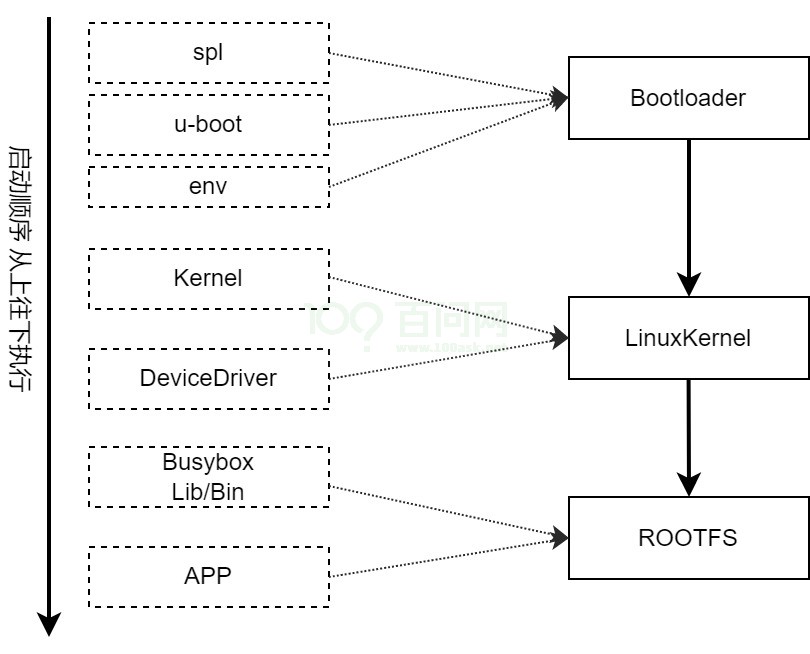 启动顺序 从上往下执行
spl
u-boot
env
Kernel
DeviceDriver
Busybox
Lib/Bin
APP
Bootloader
LinuxKernel
ROOTFS
100?
百问网
www.100ask.net